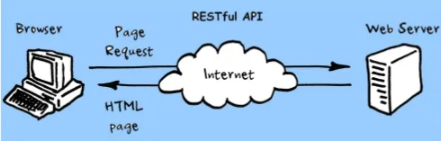 RESTful API
Browser
Web Server
Page
Request
Internet
HTML
page